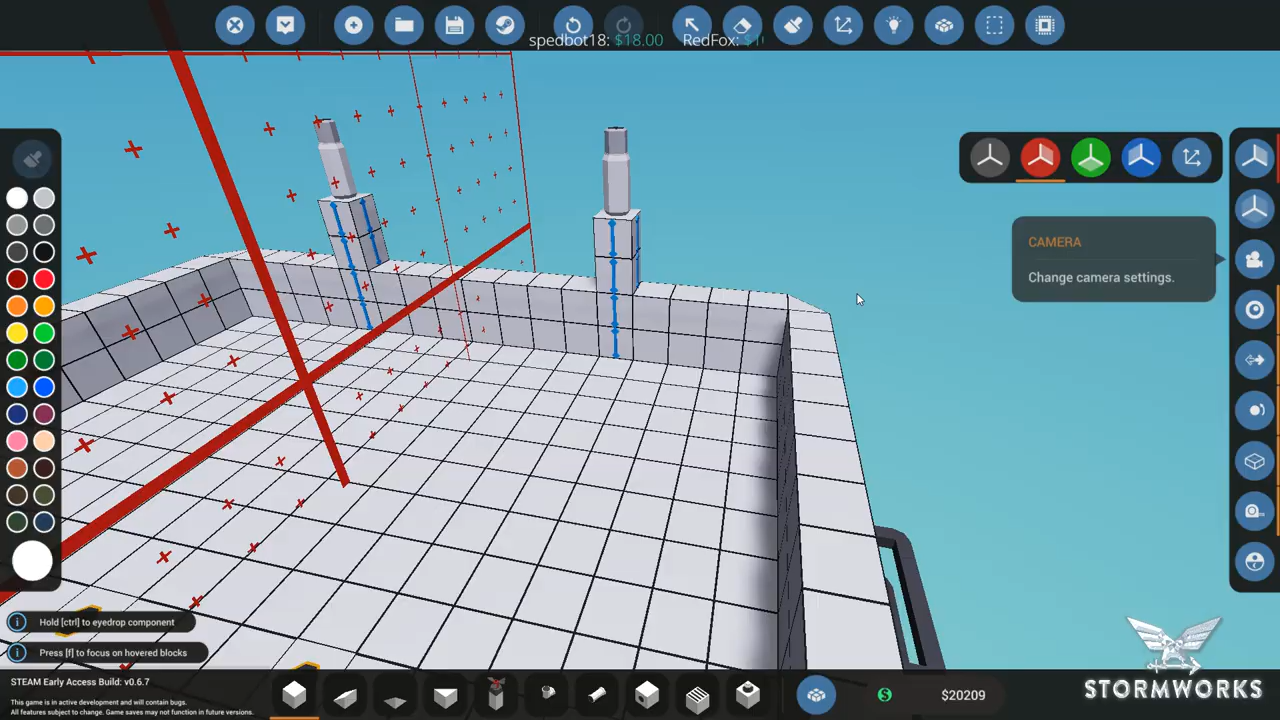 spedbot18: $18.00
RedFox:
CAMERA
Change camera settings.
Hold [ctrl] to eyedrop component
Press [f] to focus on hovered blocks
STEAM Early Access Build: v0.6.7
This game is in active development and will contain bugs.
All features subject to change. Game saves may not function in future versions.
$20209
STORMWORKS